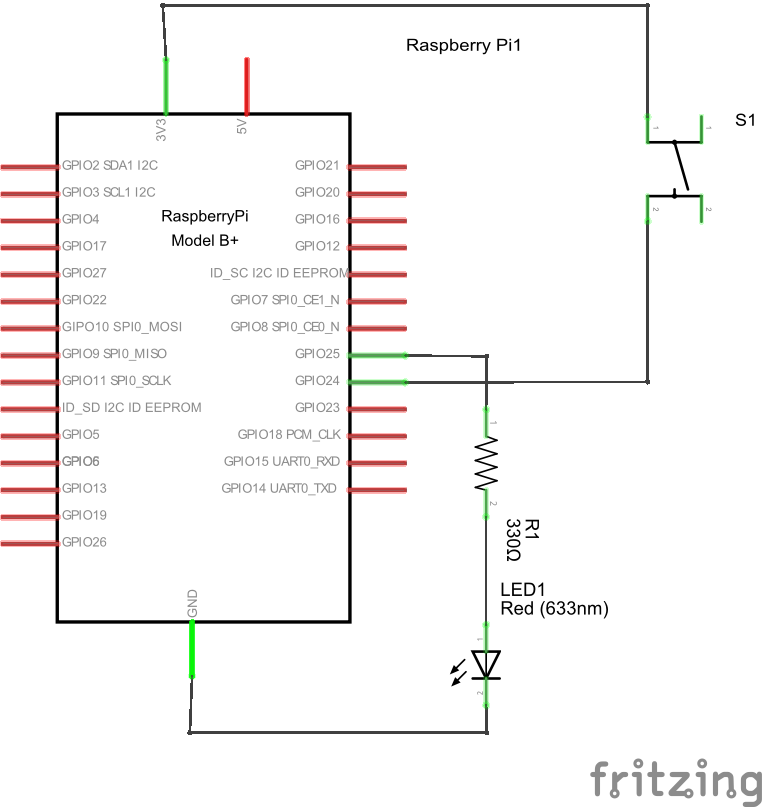 Raspberry Pi1
3V3
5V
S1
1
1
2
2
GPIO2 SDA1 I2C
GPIO3 SCL1 I2C
GPIO4
GPIO17
GPIO27
GPIO22
GIPO10 SPI0_MOSI
GPIO9 SPI0_MISO
GPIO11 SPI0_SCLK
ID_SD I2C ID EEPROM
GPIO5
GPIO6
GPIO13
GPIO19
GPIO26
RaspberryPi
Model B+
GPIO21
GPIO20
GPIO16
GPIO12
ID_SC I2C ID EEPROM
GPIO7 SPI0_CE1_N
GPIO8 SPI0_CE0_N
GPIO25
GPIO24
GPIO23
GPIO18 PCM_CLK
GPIO15 UART0_RXD
GPIO14 UART0_TXD
GND
1
2
R1
330Ω
LED1
Red (633nm)
1
2
fritzing